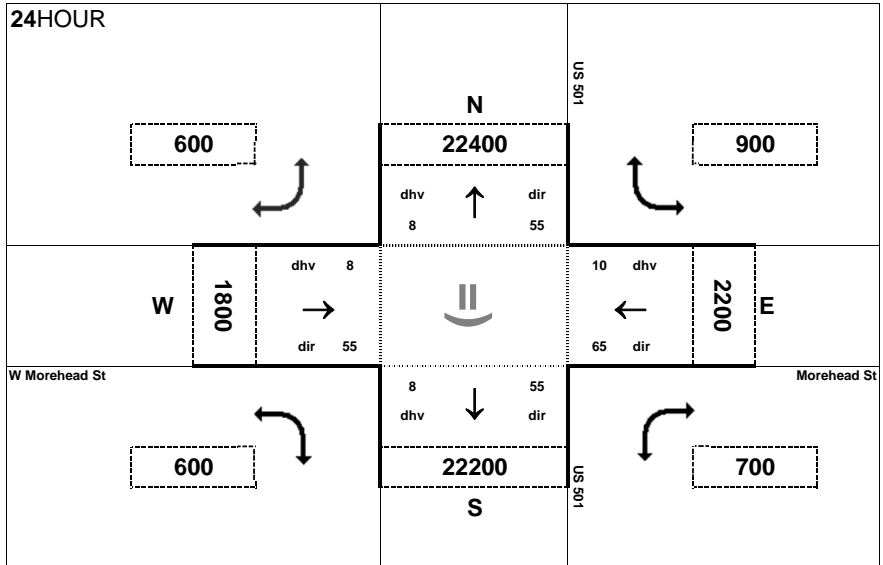 24HOUR
US 501
N
600
22400
900
dhv
dir
8
55
dhv 8
10 dhv
W
1800
2200
E
dir 55
65 dir
W Morehead St
Morehead St
8
55
dhv
dir
600
22200
700
US 501
S